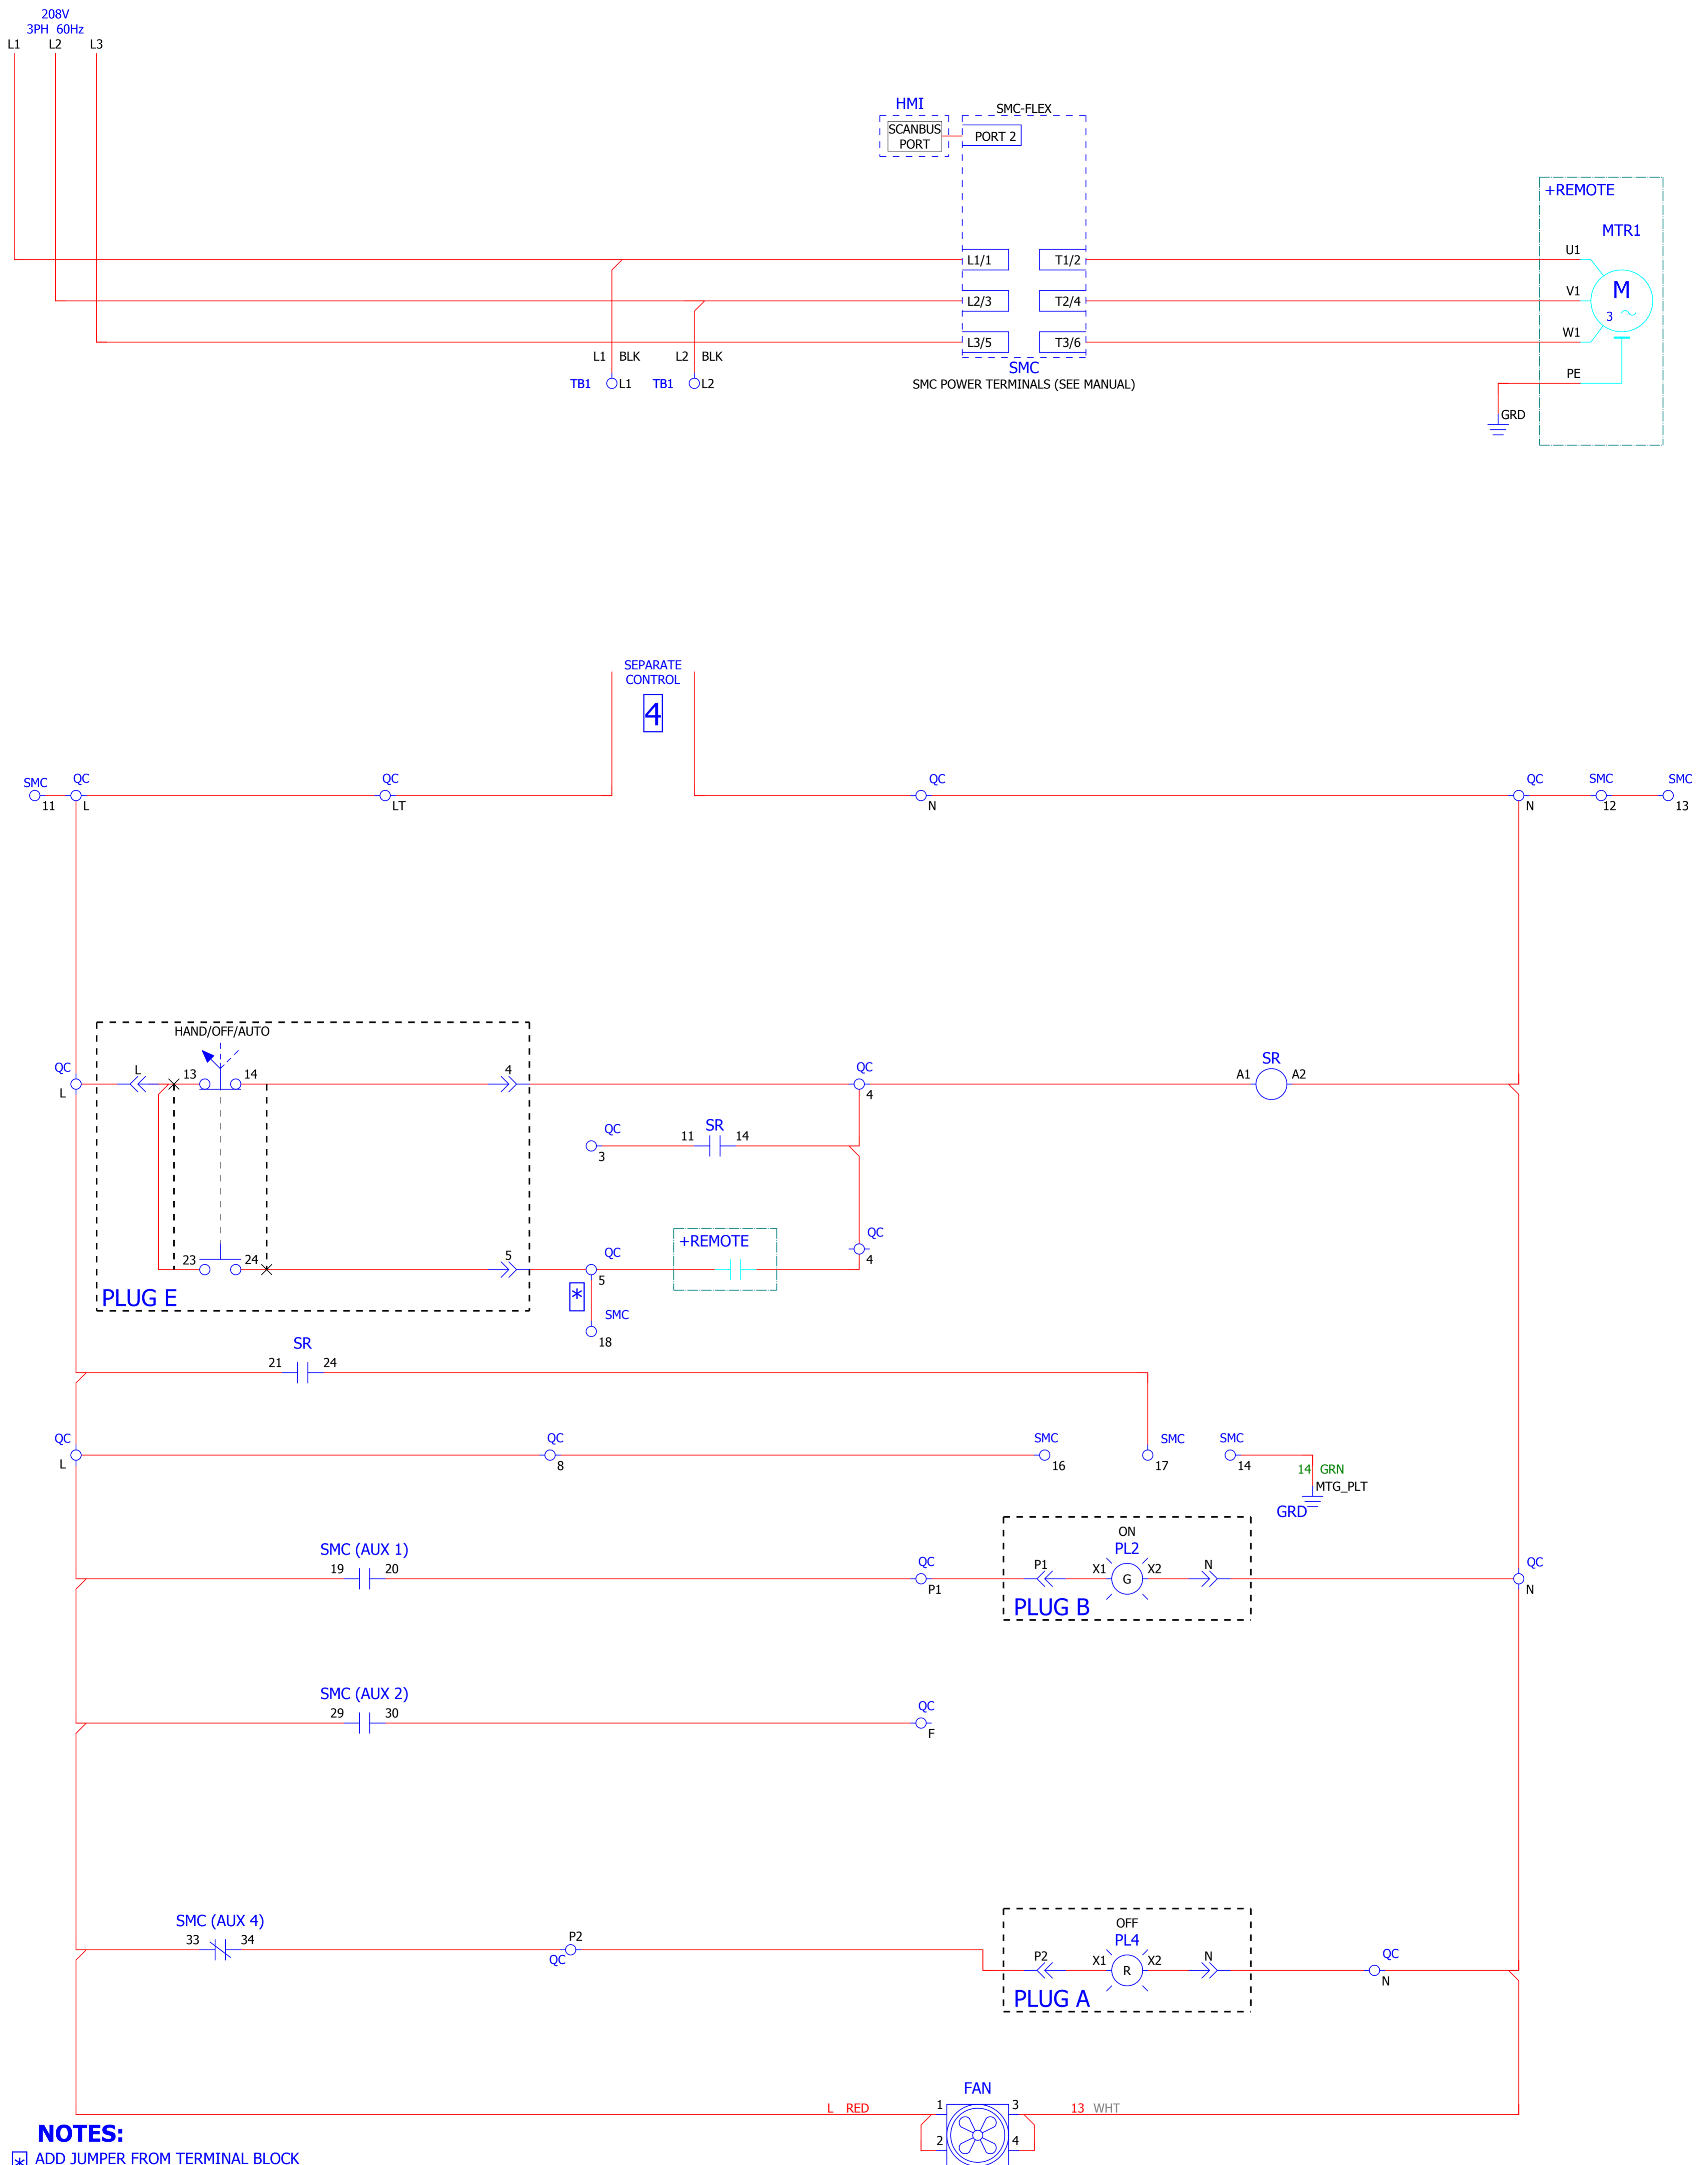 208V
3PH 60Hz
L1 L2 L3
HMI
SCANBUS
PORT
SMC-FLEX
PORT 2
+REMOTE
MTR1
L1/1 T1/2 U1
L2/3 T2/4 V1
M
3
L3/5 T3/6 W1
L1 BLK L2 BLK
SMC
TB1 L1 TB1 L2
SMC POWER TERMINALS (SEE MANUAL)
PE
GRD
SEPARATE
CONTROL
4
SMC QC QC QC QC SMC SMC
11 L LT N N 12 13
HAND/OFF/AUTO
QC L 13 14 4 QC SR
A1 A2
L 4
SR
QC 11 14
3
QC
+REMOTE
23 24 5 QC 4
5
PLUG E
*
SMC
18
SR
21 24
QC QC SMC SMC SMC
L 8 16 17 14
14 GRN
MTG_PLT
GRD
ON
PL2
SMC (AUX 1)
19 20 QC P1 X1 G X2 N QC
P1 N
PLUG B
SMC (AUX 2)
29 30 QC
F
SMC (AUX 4)
33 34 P2
QC
OFF
PL4
P2 X1 R X2 N QC
N
PLUG A
FAN
L RED 1 3 13 WHT
2 4
NOTES:
* ADD JUMPER FROM TERMINAL BLOCK